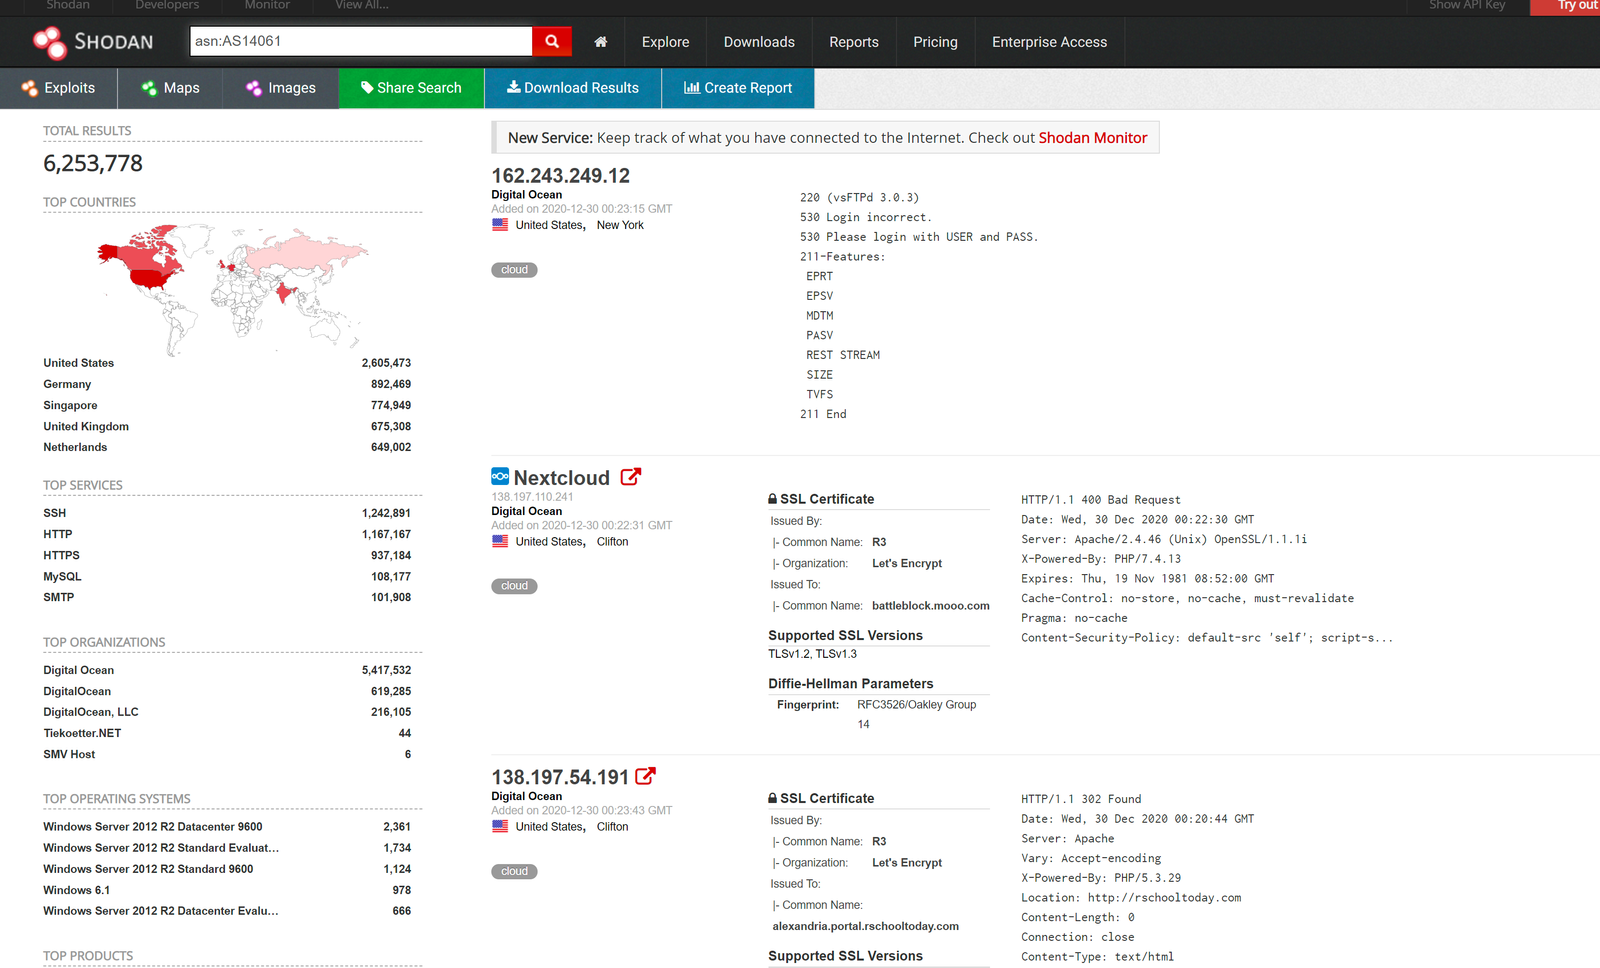 Shodan Developers Monitor View All... Show API Key Try out
SHODAN asn:AS14061 Explore Downloads Reports Pricing Enterprise Access
Exploits Maps Images Share Search Download Results Create Report
TOTAL RESULTS
6,253,778
TOP COUNTRIES
United States 2,605,473
Germany 892,469
Singapore 774,949
United Kingdom 675,308
Netherlands 649,002
TOP SERVICES
SSH 1,242,891
HTTP 1,167,167
HTTPS 937,184
MySQL 108,177
SMTP 101,908
TOP ORGANIZATIONS
Digital Ocean 5,417,532
DigitalOcean 619,285
DigitalOcean, LLC 216,105
Tiekoetter.NET 44
SMV Host 6
TOP OPERATING SYSTEMS
Windows Server 2012 R2 Datacenter 9600 2,361
Windows Server 2012 R2 Standard Evaluat... 1,734
Windows Server 2012 R2 Standard 9600 1,124
Windows 6.1 978
Windows Server 2012 R2 Datacenter Evalu... 666
TOP PRODUCTS
New Service: Keep track of what you have connected to the Internet. Check out Shodan Monitor
162.243.249.12
Digital Ocean
Added on 2020-12-30 00:23:15 GMT
United States, New York
cloud
220 (vsFTPd 3.0.3)
530 Login incorrect.
530 Please login with USER and PASS.
211-Features:
EPRT
EPSV
MDTM
PASV
REST STREAM
SIZE
TVFS
211 End
Nextcloud
138.197.110.241
Digital Ocean
Added on 2020-12-30 00:22:31 GMT
United States, Clifton
cloud
SSL Certificate
Issued By:
|- Common Name: R3
|- Organization: Let's Encrypt
Issued To:
|- Common Name: battleblock.mooo.com
Supported SSL Versions
TLSv1.2, TLSv1.3
Diffie-Hellman Parameters
Fingerprint: RFC3526/Oakley Group
14
HTTP/1.1 400 Bad Request
Date: Wed, 30 Dec 2020 00:22:30 GMT
Server: Apache/2.4.46 (Unix) OpenSSL/1.1.1i
X-Powered-By: PHP/7.4.13
Expires: Thu, 19 Nov 1981 08:52:00 GMT
Cache-Control: no-store, no-cache, must-revalidate
Pragma: no-cache
Content-Security-Policy: default-src 'self'; script-s...
138.197.54.191
Digital Ocean
Added on 2020-12-30 00:23:43 GMT
United States, Clifton
cloud
SSL Certificate
Issued By:
|- Common Name: R3
|- Organization: Let's Encrypt
Issued To:
|- Common Name:
alexandria.portal.rschooltoday.com
Supported SSL Versions
HTTP/1.1 302 Found
Date: Wed, 30 Dec 2020 00:20:44 GMT
Server: Apache
Vary: Accept-encoding
X-Powered-By: PHP/5.3.29
Location: http://rschooltoday.com
Content-Length: 0
Connection: close
Content-Type: text/html